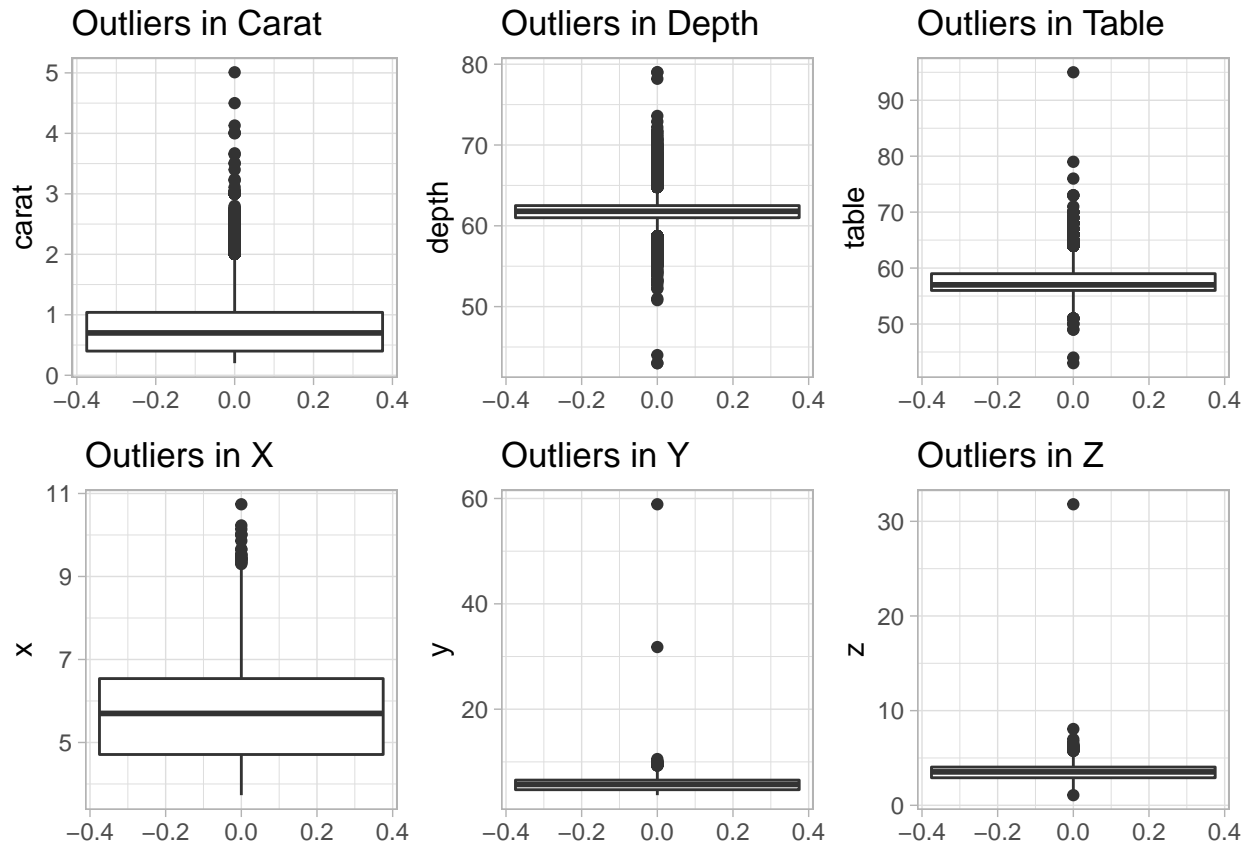 Outliers in Carat
5
4
3
2
1
0
carat
−0.4 −0.2 0.0 0.2 0.4
Outliers in Depth
80
70
60
50
depth
−0.4 −0.2 0.0 0.2 0.4
Outliers in Table
90
80
70
60
50
table
−0.4 −0.2 0.0 0.2 0.4
Outliers in X
11
9
7
5
x
−0.4 −0.2 0.0 0.2 0.4
Outliers in Y
60
40
20
y
−0.4 −0.2 0.0 0.2 0.4
Outliers in Z
30
20
10
0
z
−0.4 −0.2 0.0 0.2 0.4